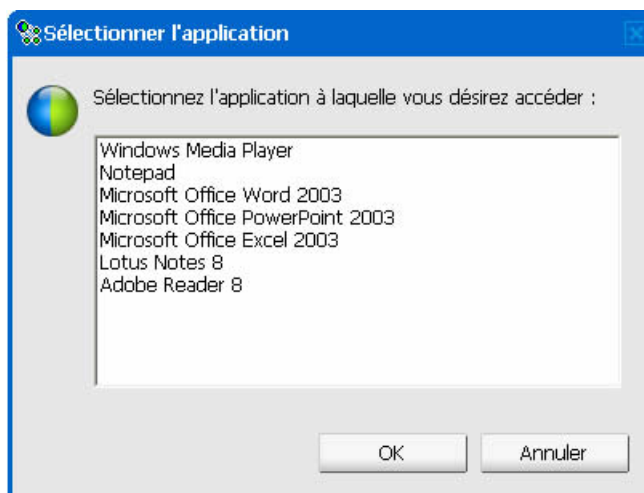 Sélectionner l'application
Sélectionnez l'application à laquelle vous désirez accéder :
Windows Media Player
Notepad
Microsoft Office Word 2003
Microsoft Office PowerPoint 2003
Microsoft Office Excel 2003
Lotus Notes 8
Adobe Reader 8
OK
Annuler